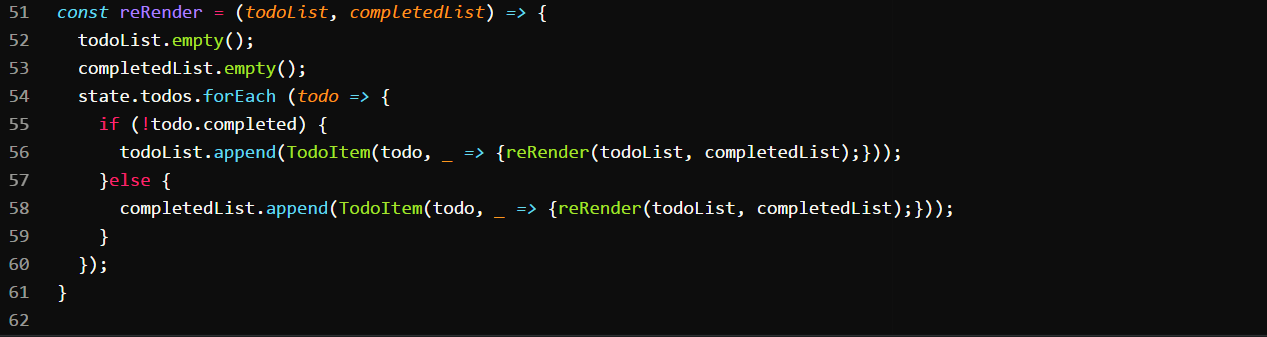 51 const reRender = (todoList, completedList) => {
52 todoList.empty();
53 completedList.empty();
54 state.todos.forEach (todo => {
55 if (!todo.completed) {
56 todoList.append(TodoItem(todo, _ => {reRender(todoList, completedList);}));
57 }else {
58 completedList.append(TodoItem(todo, _ => {reRender(todoList, completedList);}));
59 }
60 });
61 }
62